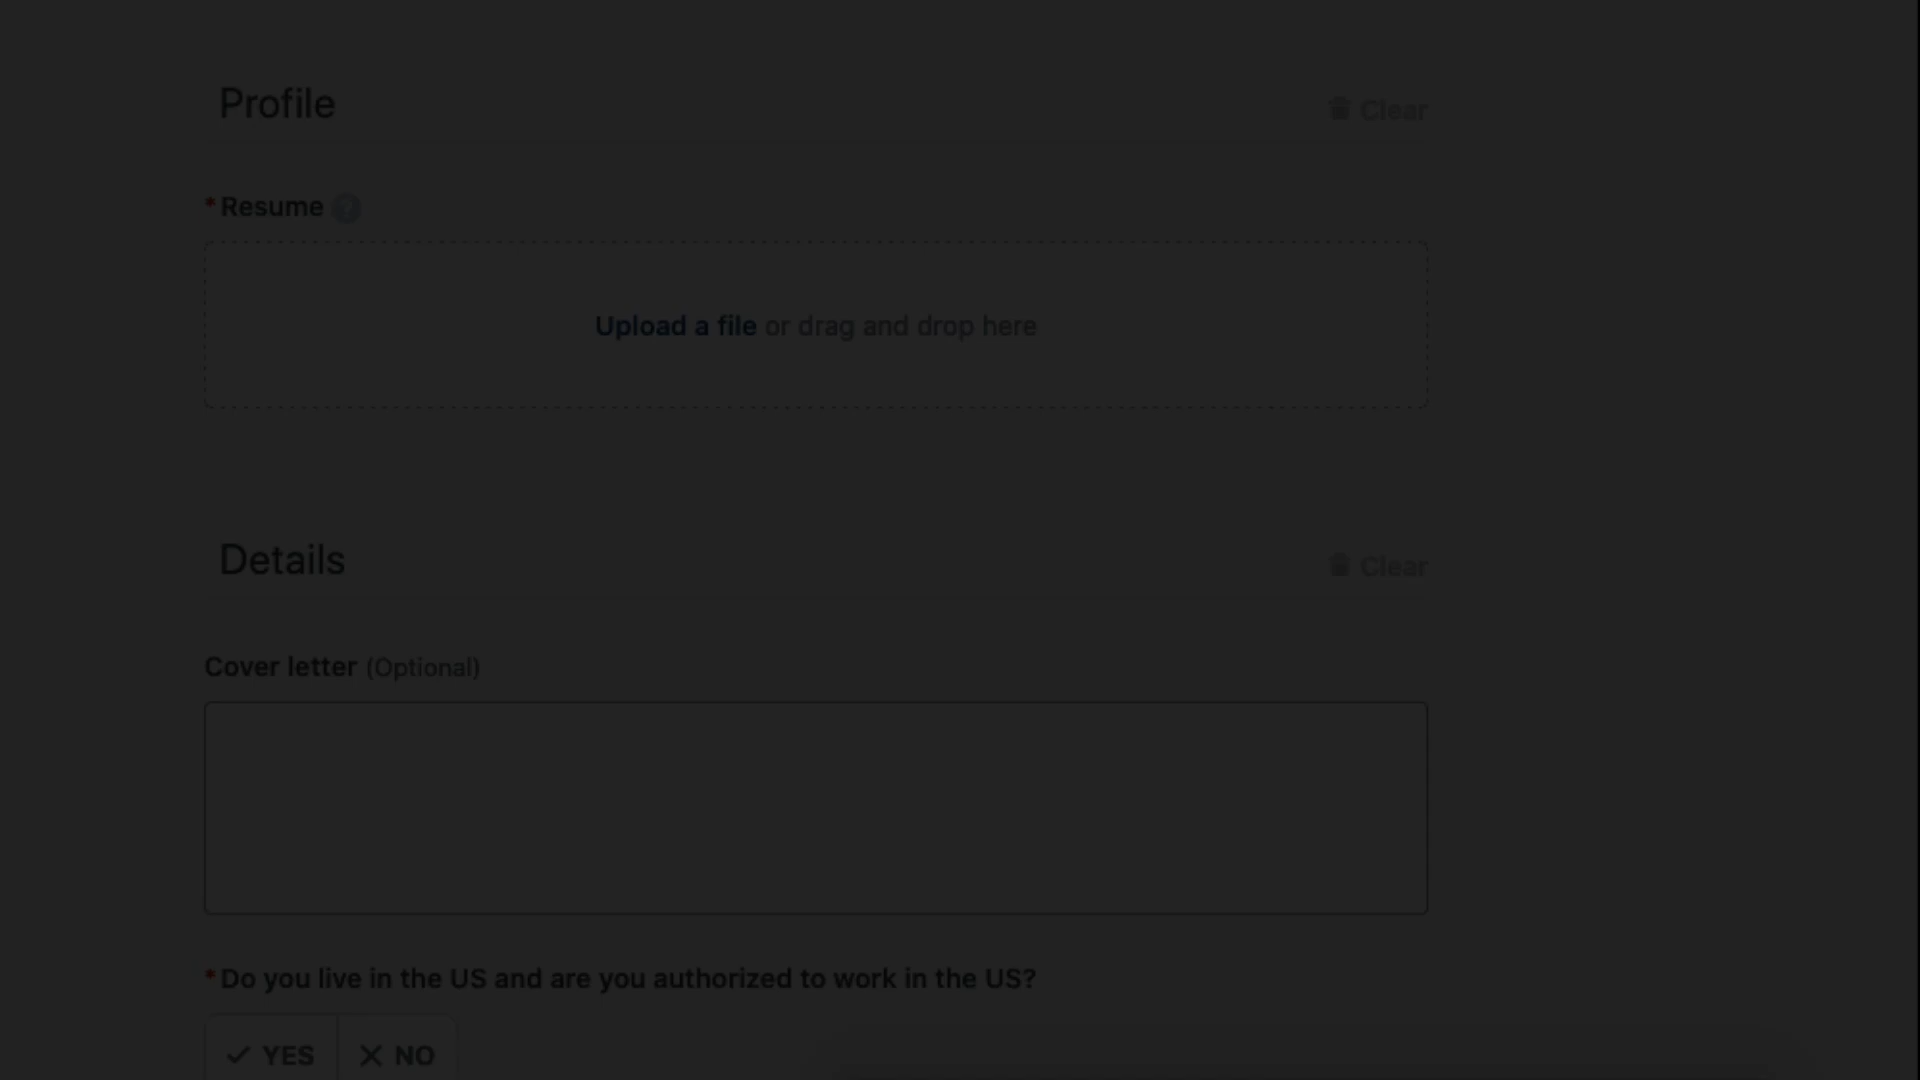 Profile
Clear
* Resume ?
Upload a file or drag and drop here
Details
Clear
Cover letter (Optional)
* Do you live in the US and are you authorized to work in the US?
YES NO